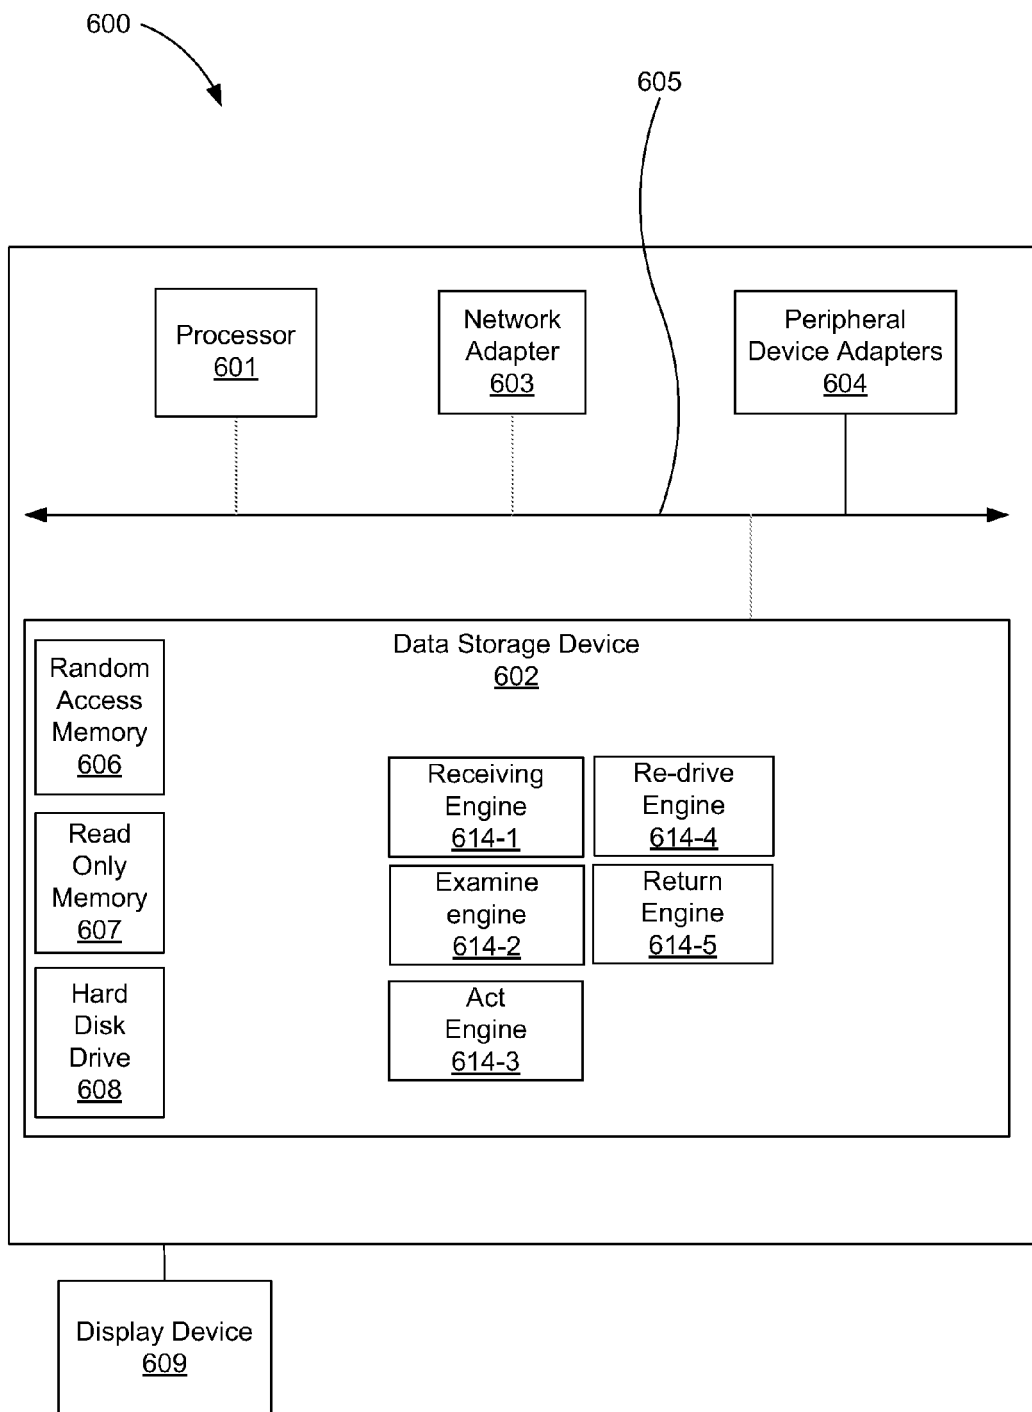 600
605
Processor
601
Network
Adapter
603
Peripheral
Device Adapters
604
Data Storage Device
602
Random
Access
Memory
606
Read
Only
Memory
607
Hard
Disk
Drive
608
Receiving
Engine
614-1
Re-drive
Engine
614-4
Examine
engine
614-2
Return
Engine
614-5
Act
Engine
614-3
Display Device
609